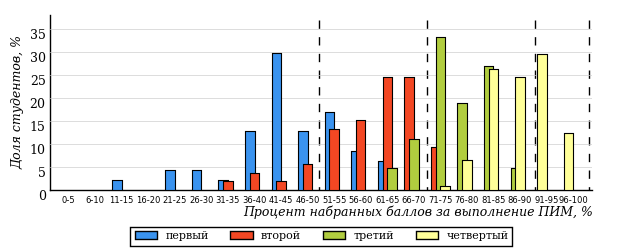 Доля студентов, %
35
30
25
20
15
10
5
0
0-5 6-10 11-15 16-20 21-25 26-30 31-35 36-40 41-45 46-50 51-55 56-60 61-65 66-70 71-75 76-80 81-85 86-90 91-95 96-100
Процент набранных баллов за выполнение ПИМ, %
первый второй третий четвертый